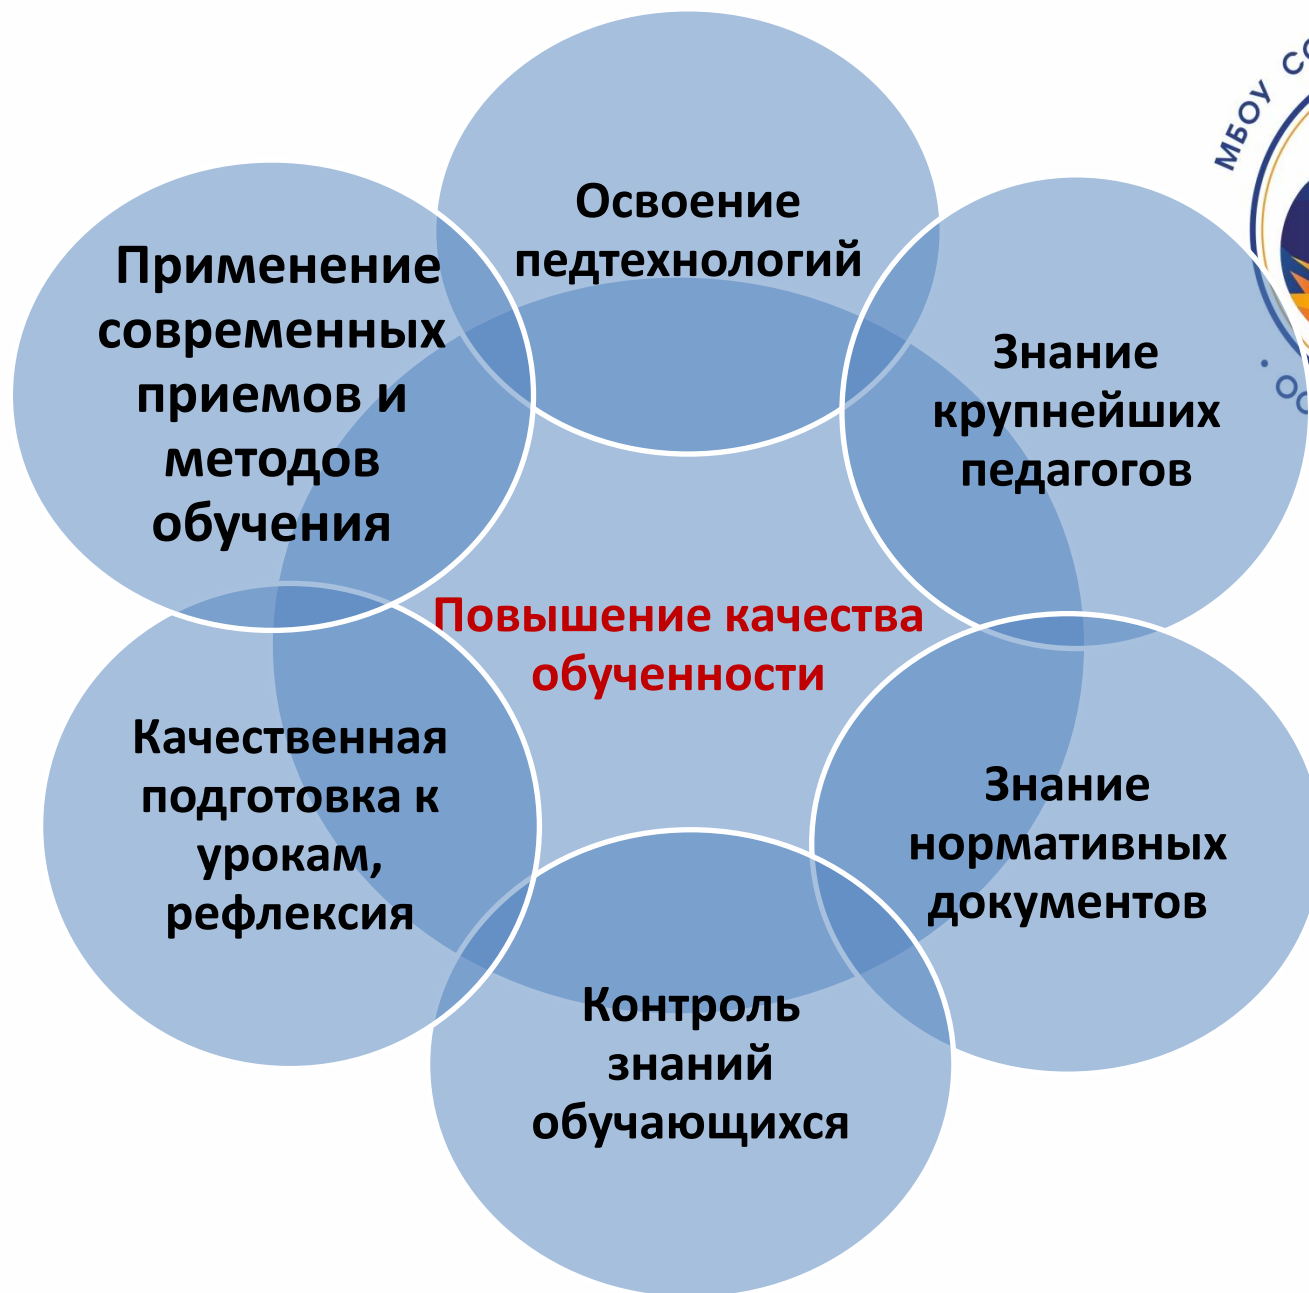 Освоение
педтехнологий
Знание
крупнейших
педагогов
Знание
нормативных
документов
Контроль
знаний
обучающихся
Качественная
подготовка к
урокам,
рефлексия
Применение
современных
приемов и
методов
обучения
Повышение качества
обученности
МБОУ